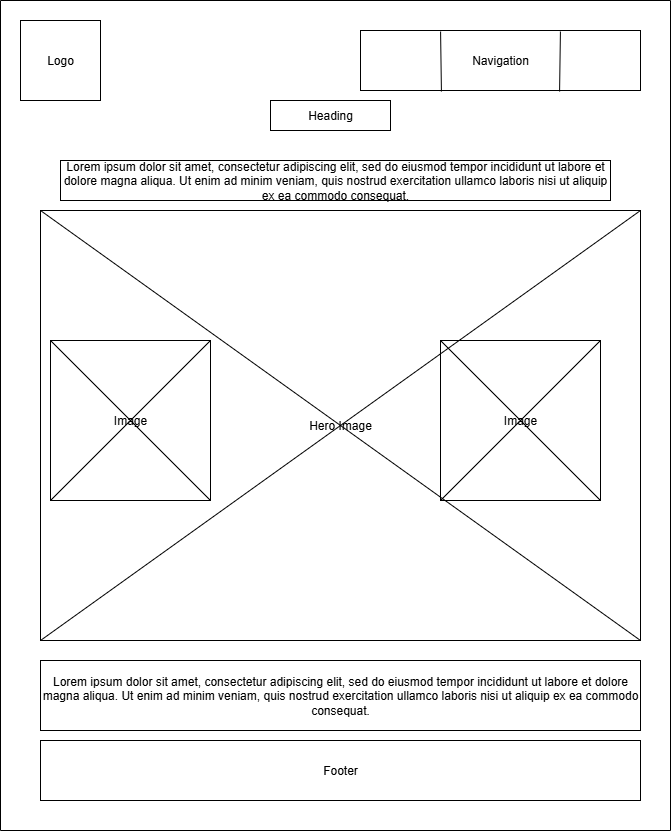 Logo
Navigation
Heading
Lorem ipsum dolor sit amet, consectetur adipiscing elit, sed do eiusmod tempor incididunt ut labore et
dolore magna aliqua. Ut enim ad minim veniam, quis nostrud exercitation ullamco laboris nisi ut aliquip
ex ea commodo consequat.
Image
Hero Image
Image
Lorem ipsum dolor sit amet, consectetur adipiscing elit, sed do eiusmod tempor incididunt ut labore et dolore
magna aliqua. Ut enim ad minim veniam, quis nostrud exercitation ullamco laboris nisi ut aliquip ex ea commodo
consequat.
Footer